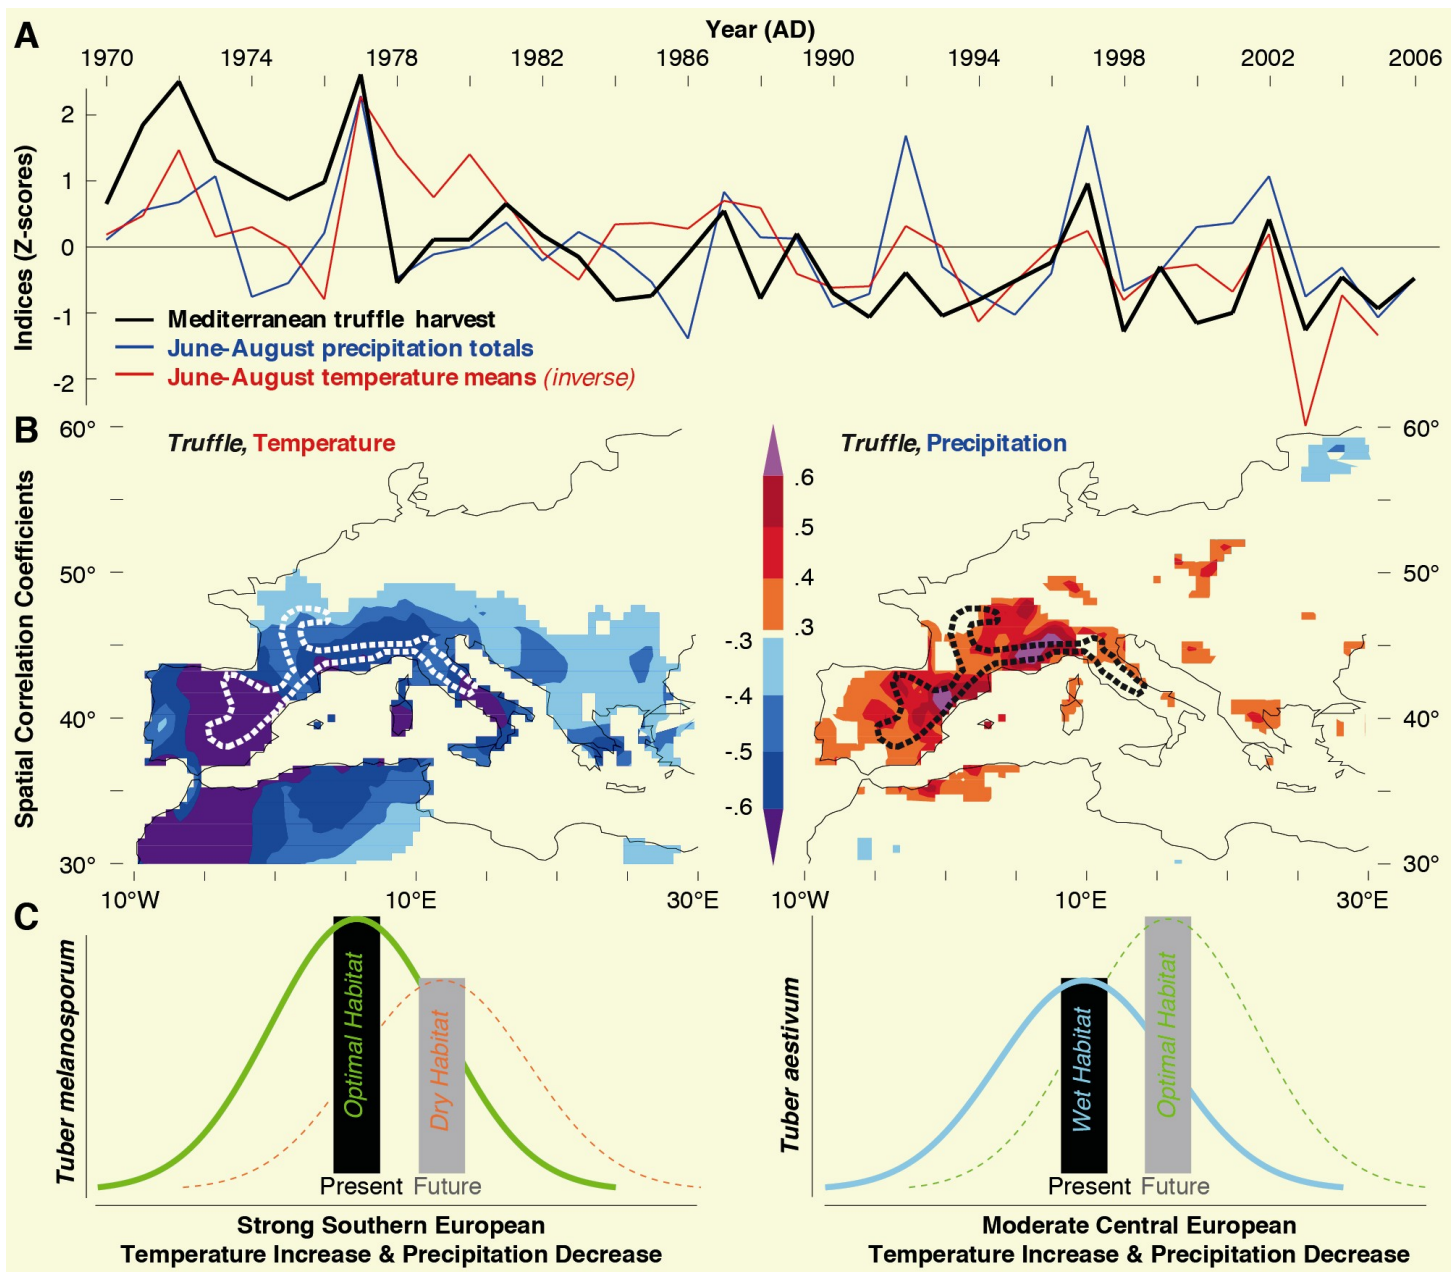 A
Year (AD)
1970 1974 1978 1982 1986 1990 1994 1998 2002 2006
Indices (Z-scores)
2
1
0
-1
-2
Mediterranean truffle harvest
June-August precipitation totals
June-August temperature means (inverse)
B
Spatial Correlation Coefficients
60°
50°
40°
30°
Truffle, Temperature
10°W 10°E 30°E
.6
.5
.4
.3
-.3
-.4
-.5
-.6
Truffle, Precipitation
60°
50°
40°
30°
10°W 10°E 30°E
C
Tuber melanosporum
Optimal Habitat
Dry Habitat
Present Future
Strong Southern European
Temperature Increase & Precipitation Decrease
Tuber aestivum
Wet Habitat
Optimal Habitat
Present Future
Moderate Central European
Temperature Increase & Precipitation Decrease